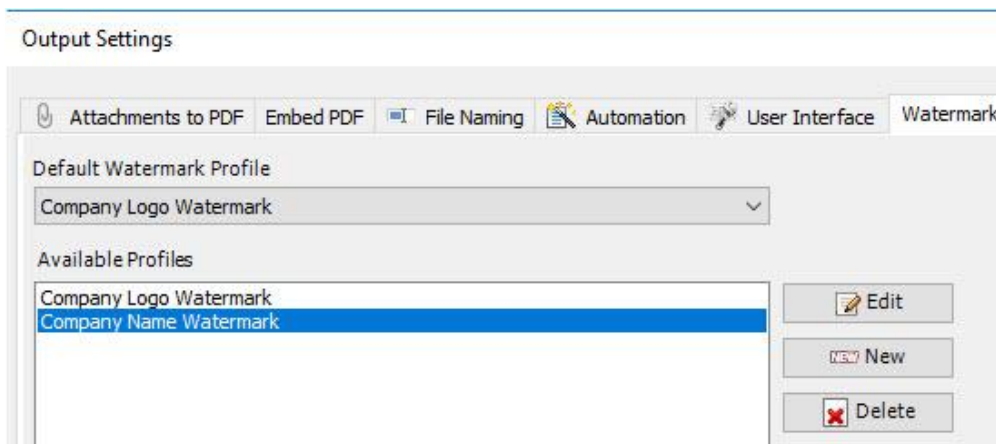 Output Settings
Attachments to PDF Embed PDF File Naming Automation User Interface Watermark
Default Watermark Profile
Company Logo Watermark
Available Profiles
Company Logo Watermark
Company Name Watermark
Edit
NEW New
Delete